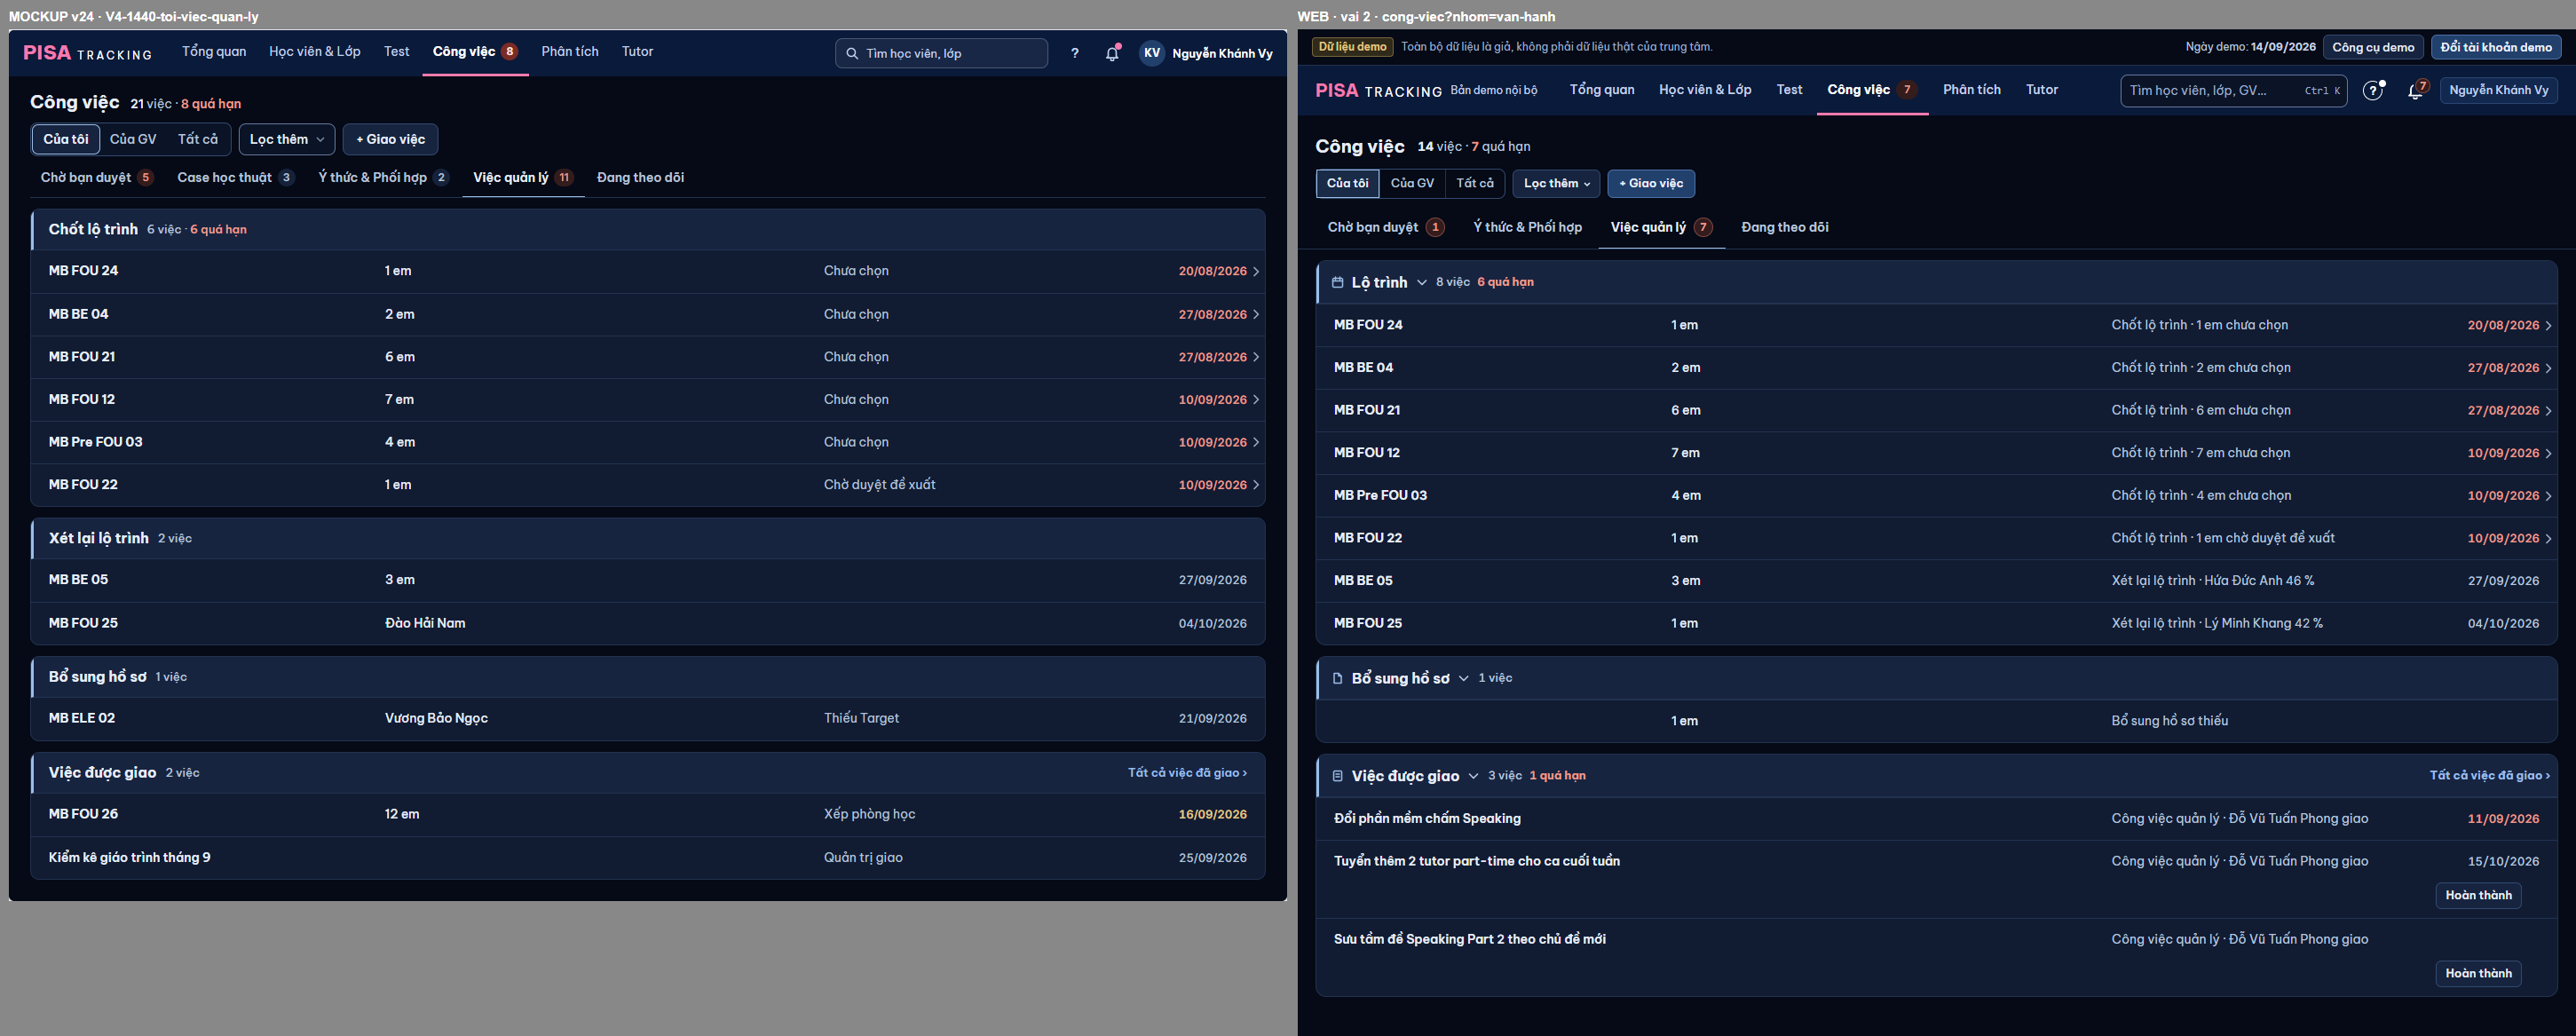 MOCKUP v24 · V4-1440-toi-viec-quan-ly
PISA TRACKING Tổng quan Học viên & Lớp Test Công việc 8 Phân tích Tutor Tìm học viên, lớp ? KV Nguyễn Khánh Vy
Công việc 21 việc · 8 quá hạn
Của tôi Của GV Tất cả Lọc thêm + Giao việc
Chờ bạn duyệt 5 Case học thuật 3 Ý thức & Phối hợp 2 Việc quản lý 11 Đang theo dõi
Chốt lộ trình 6 việc · 6 quá hạn
MB FOU 24 1 em Chưa chọn 20/08/2026
MB BE 04 2 em Chưa chọn 27/08/2026
MB FOU 21 6 em Chưa chọn 27/08/2026
MB FOU 12 7 em Chưa chọn 10/09/2026
MB Pre FOU 03 4 em Chưa chọn 10/09/2026
MB FOU 22 1 em Chờ duyệt đề xuất 10/09/2026
Xét lại lộ trình 2 việc
MB BE 05 3 em 27/09/2026
MB FOU 25 Đào Hải Nam 04/10/2026
Bổ sung hồ sơ 1 việc
MB ELE 02 Vương Bảo Ngọc Thiếu Target 21/09/2026
Việc được giao 2 việc Tất cả việc đã giao ›
MB FOU 26 12 em Xếp phòng học 16/09/2026
Kiểm kê giáo trình tháng 9 Quản trị giao 25/09/2026
WEB · vai 2 · cong-viec?nhom=van-hanh
Dữ liệu demo Toàn bộ dữ liệu là giả, không phải dữ liệu thật của trung tâm. Ngày demo: 14/09/2026 Công cụ demo Đổi tài khoản demo
PISA TRACKING Bản demo nội bộ Tổng quan Học viên & Lớp Test Công việc 7 Phân tích Tutor Tìm học viên, lớp, GV... Ctrl K ? 7 Nguyễn Khánh Vy
Công việc 14 việc · 7 quá hạn
Của tôi Của GV Tất cả Lọc thêm + Giao việc
Chờ bạn duyệt 1 Ý thức & Phối hợp Việc quản lý 7 Đang theo dõi
Lộ trình 8 việc 6 quá hạn
MB FOU 24 1 em Chốt lộ trình · 1 em chưa chọn 20/08/2026
MB BE 04 2 em Chốt lộ trình · 2 em chưa chọn 27/08/2026
MB FOU 21 6 em Chốt lộ trình · 6 em chưa chọn 27/08/2026
MB FOU 12 7 em Chốt lộ trình · 7 em chưa chọn 10/09/2026
MB Pre FOU 03 4 em Chốt lộ trình · 4 em chưa chọn 10/09/2026
MB FOU 22 1 em Chốt lộ trình · 1 em chờ duyệt đề xuất 10/09/2026
MB BE 05 3 em Xét lại lộ trình · Hứa Đức Anh 46 % 27/09/2026
MB FOU 25 1 em Xét lại lộ trình · Lý Minh Khang 42 % 04/10/2026
Bổ sung hồ sơ 1 việc
1 em Bổ sung hồ sơ thiếu
Việc được giao 3 việc 1 quá hạn Tất cả việc đã giao ›
Đổi phần mềm chấm Speaking Công việc quản lý · Đỗ Vũ Tuấn Phong giao 11/09/2026
Tuyển thêm 2 tutor part-time cho ca cuối tuần Công việc quản lý · Đỗ Vũ Tuấn Phong giao 15/10/2026
Hoàn thành
Sưu tầm đề Speaking Part 2 theo chủ đề mới Công việc quản lý · Đỗ Vũ Tuấn Phong giao
Hoàn thành